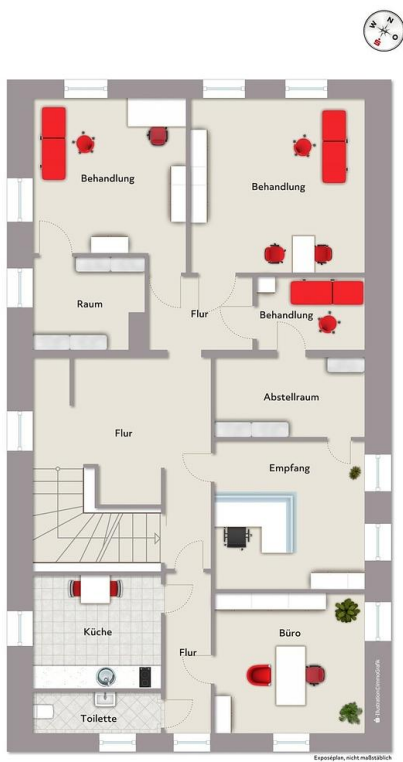 W
N
O
S
Behandlung
Behandlung
Raum
Flur
Behandlung
Abstellraum
Flur
Empfang
Küche
Flur
Büro
Toilette
Exposéplan, nicht maßstäblich